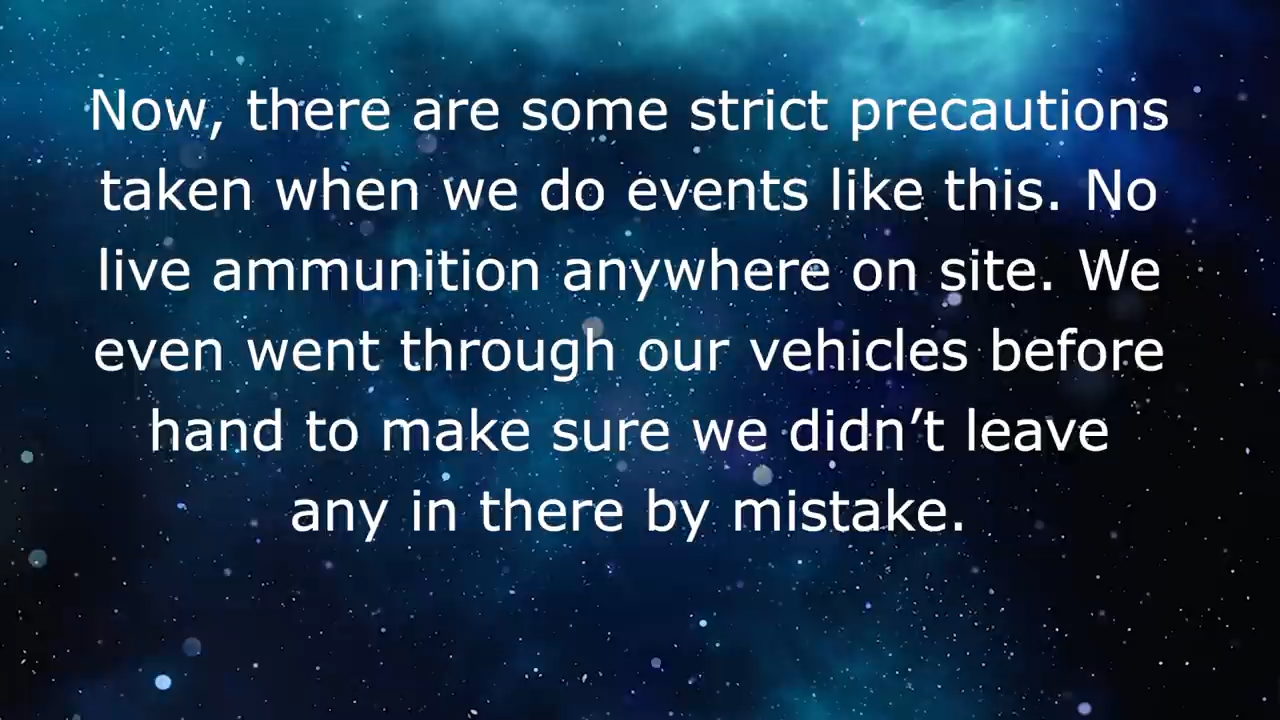 Now, there are some strict precautions
taken when we do events like this. No
live ammunition anywhere on site. We
even went through our vehicles before
hand to make sure we didn’t leave
any in there by mistake.